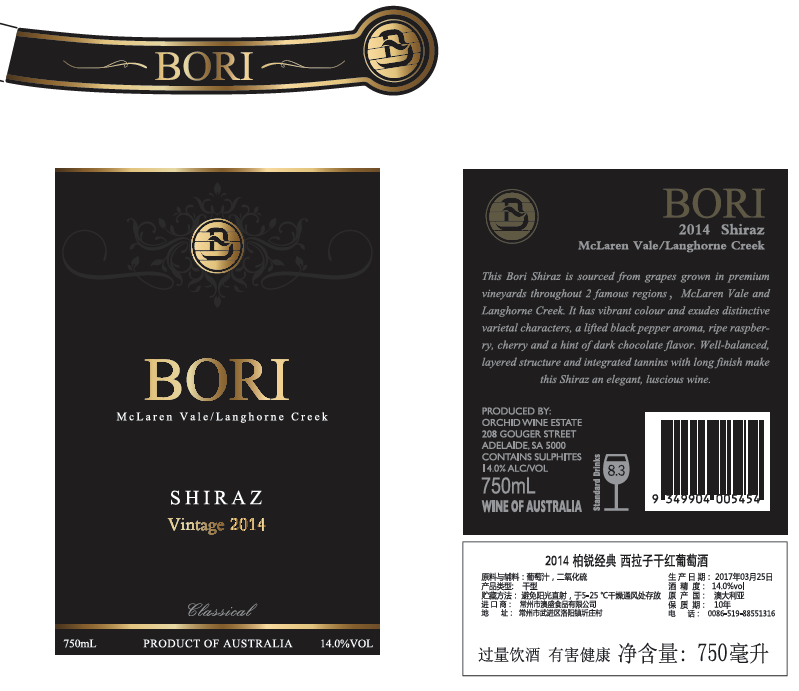 BORI
BORI
McLaren Vale/Langhorne Creek
SHIRAZ
Vintage 2014
Classical
750mL PRODUCT OF AUSTRALIA 14.0%VOL
BORI
2014 Shiraz
McLaren Vale/Langhorne Creek
This Bori Shiraz is sourced from grapes grown in premium
vineyards throughout 2 famous regions，McLaren Vale and
Langhorne Creek. It has vibrant colour and exudes distinctive
varietal characters, a lifted black pepper aroma, ripe raspber-
ry, cherry and a hint of dark chocolate flavor. Well-balanced,
layered structure and integrated tannins with long finish make
this Shiraz an elegant, luscious wine.
PRODUCED BY:
ORCHID WINE ESTATE
208 GOUGER STREET
ADELAIDE, SA 5000
CONTAINS SULPHITES
14.0% ALC/VOL
750mL
WINE OF AUSTRALIA
Standard Drinks
8.3
9 349904 005454
2014 柏锐经典 西拉子干红葡萄酒
原料与辅料：葡萄汁，二氧化硫 生产日期：2017年03月25日
产品类型: 干型 酒精度：14.0%vol
贮藏方法：避免阳光直射，于5-25 ℃干燥通风处存放 原产国： 澳大利亚
进口商： 常州市澳盛食品有限公司 保质期：10年
地 址： 常州市武进区洛阳镇圻庄村 电 话： 0086-519-88551316
过量饮酒 有害健康 净含量：750毫升